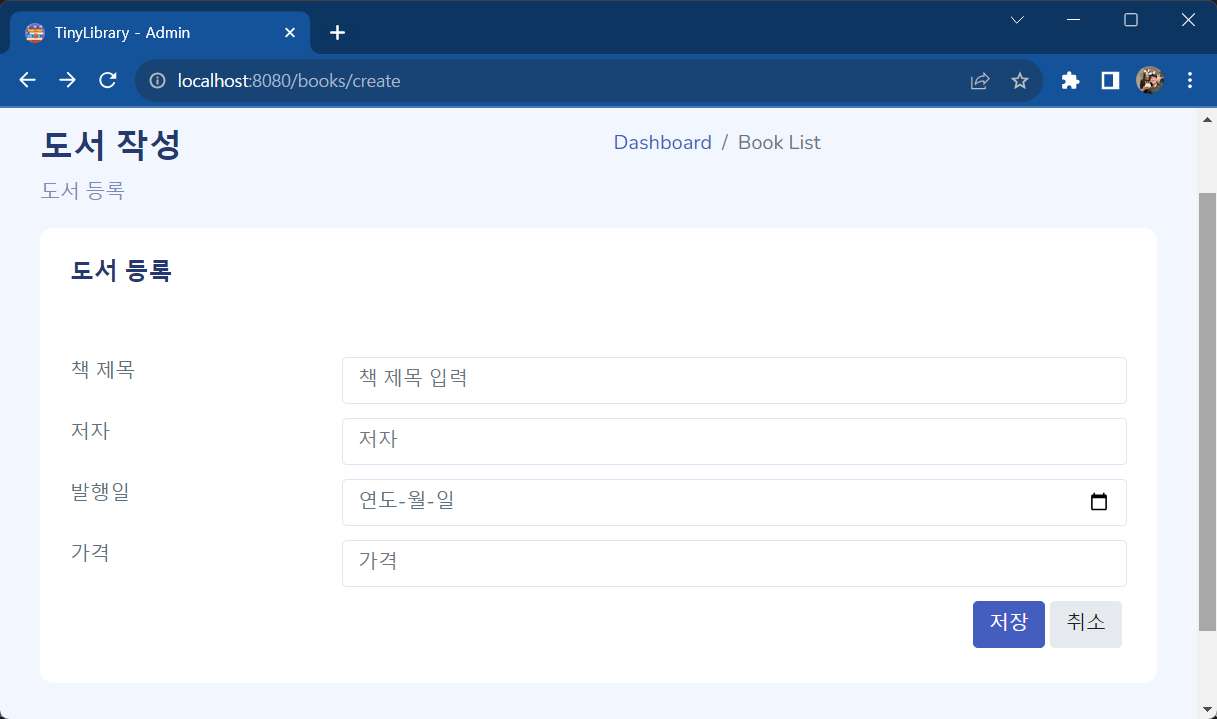 TinyLibrary - Admin
localhost:8080/books/create
도서 작성
Dashboard / Book List
도서 등록
도서 등록
책 제목
책 제목 입력
저자
저자
발행일
연도-월-일
가격
가격
저장
취소